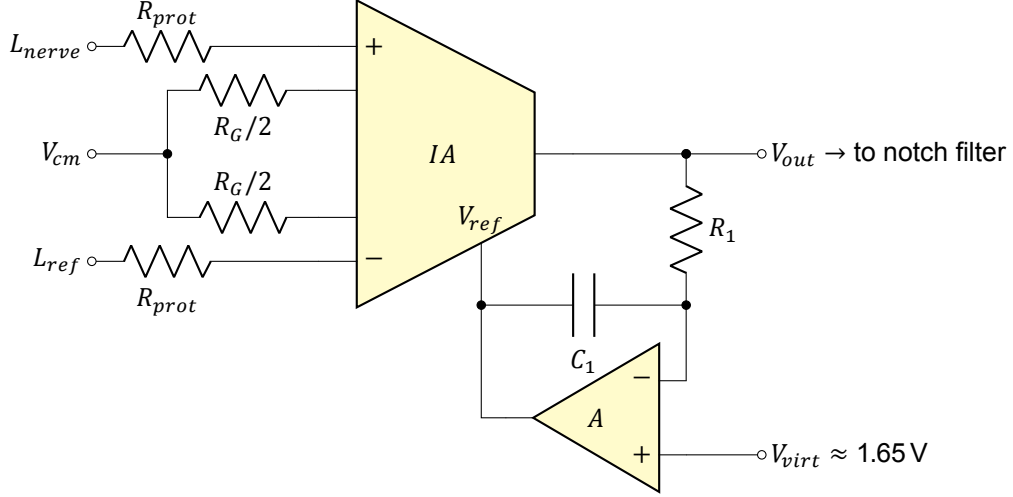 R_prot
L_nerve
+
R_G/2
V_cm
IA
V_out → to notch filter
R_G/2
V_ref
R_1
L_ref
−
R_prot
C_1
−
A
+
V_virt ≈ 1.65 V